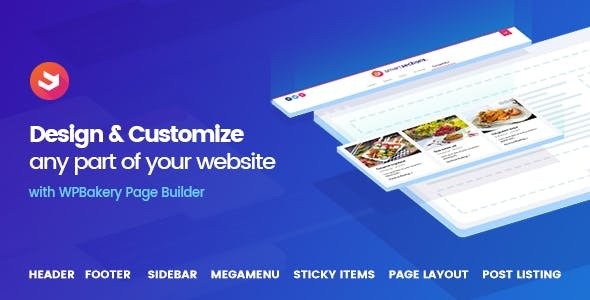 smartsections.
Design & Customize
any part of your website
with WPBakery Page Builder
HEADER FOOTER SIDEBAR MEGAMENU STICKY ITEMS PAGE LAYOUT POST LISTING